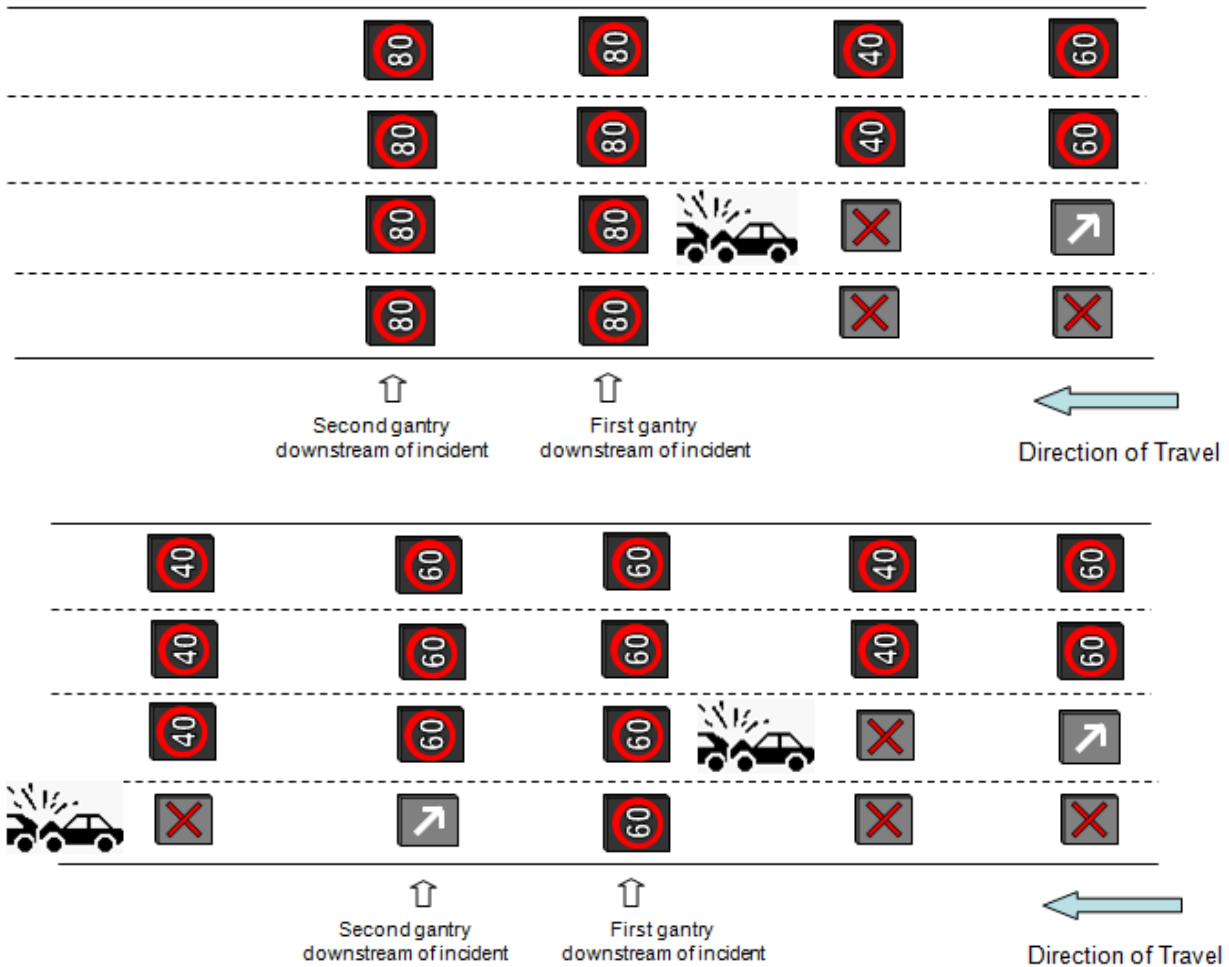 80 80 40 60
80 80 40 60
80 80
80 80
Second gantry
downstream of incident
First gantry
downstream of incident
Direction of Travel
40 60 60 40 60
40 60 60 40 60
40 60 60
60
Second gantry
downstream of incident
First gantry
downstream of incident
Direction of Travel